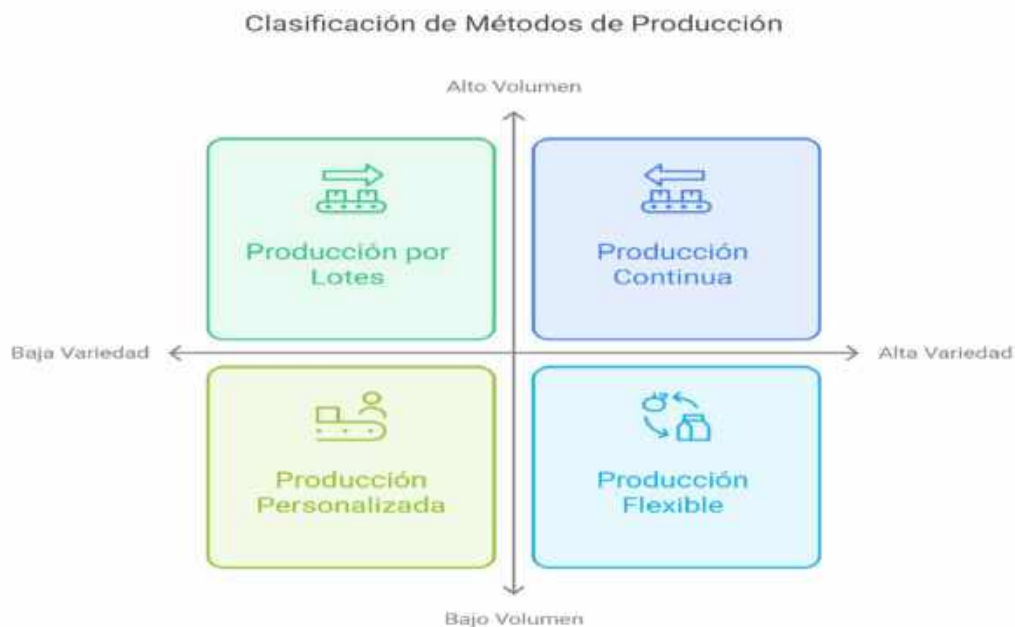 Clasificación de Métodos de Producción
Alto Volumen
Producción por
Lotes
Producción
Continua
Baja Variedad
Alta Variedad
Producción
Personalizada
Producción
Flexible
Bajo Volumen